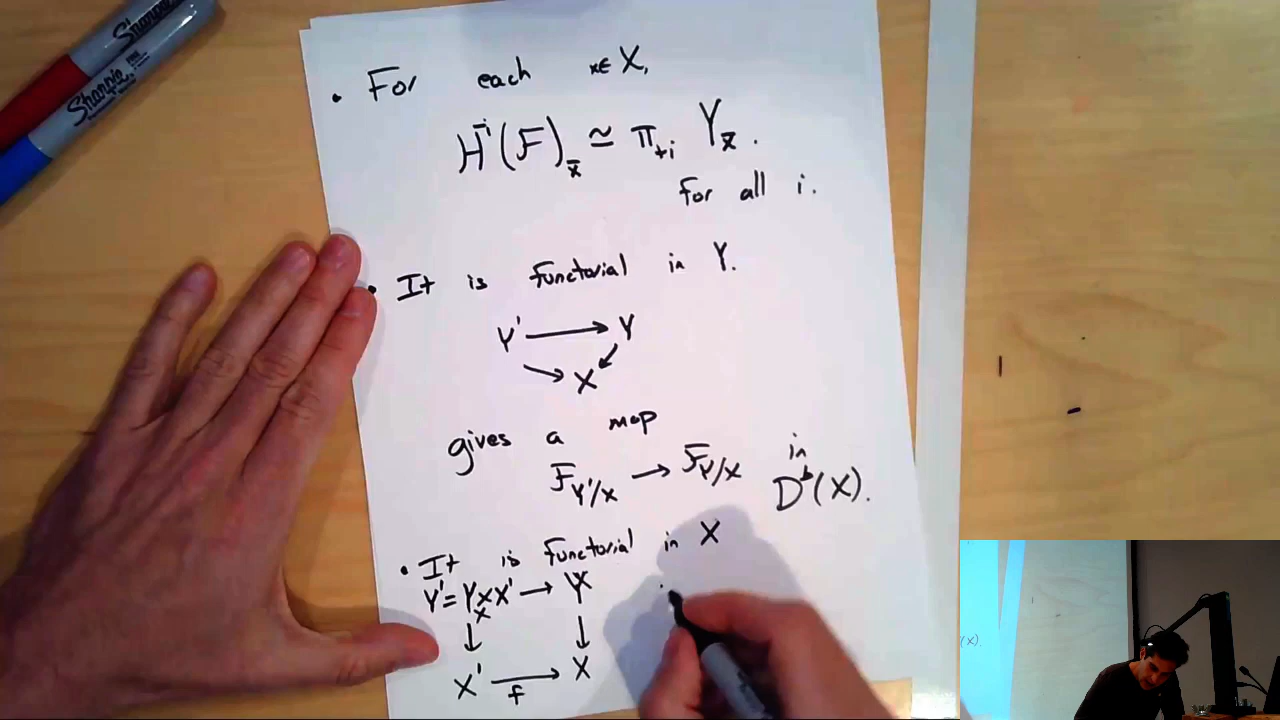 Sharpie
Sharpie
• For each x∈X,
H⁻ⁱ(F)_x̄ ≃ π_{+i} Y_x̄.
for all i.
• It is functorial in Y.
Y' → Y
↘ ↙
X
gives a map
F_{Y'/X} → F_{Y/X} in
Dᵇ(X).
• It is functorial in X
Y' = Y ×_X X' → Y
↓ ↓
X' → X
f
(X).